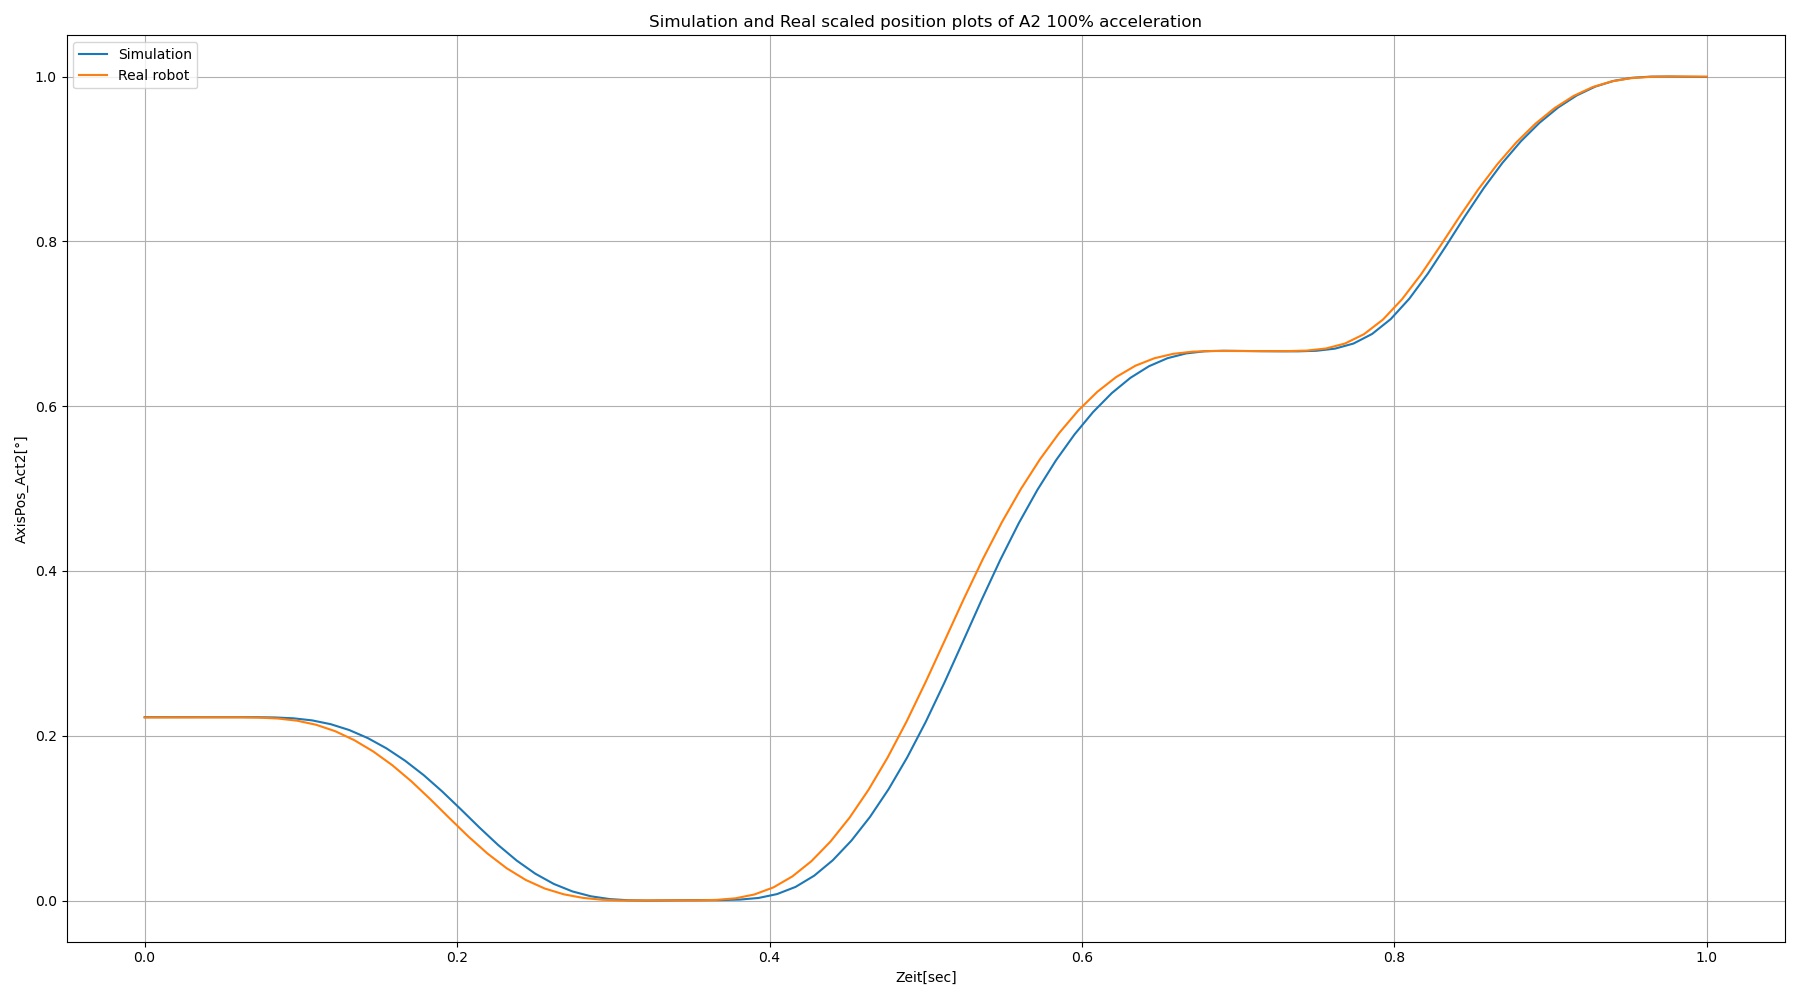 Simulation and Real scaled position plots of A2 100% acceleration
Simulation
Real robot
1.0
0.8
0.6
0.4
0.2
0.0
AxisPos_Act2[°]
0.0 0.2 0.4 0.6 0.8 1.0
Zeit[sec]